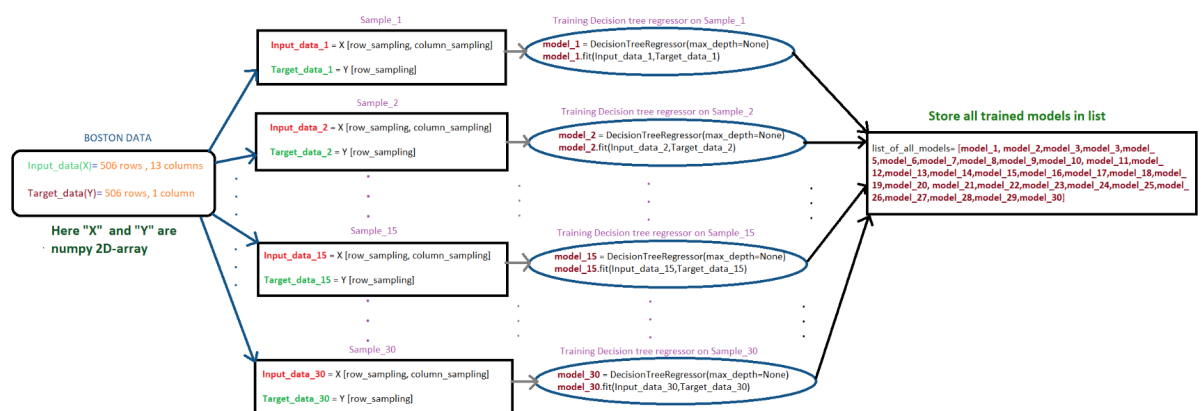 BOSTON DATA
Input_data(X)= 506 rows , 13 columns
Target_data(Y)= 506 rows, 1 column
Here "X" and "Y" are
numpy 2D-array
Sample_1
Input_data_1 = X [row_sampling, column_sampling]
Target_data_1 = Y [row_sampling]
Training Decision tree regressor on Sample_1
model_1 = DecisionTreeRegressor(max_depth=None)
model_1.fit(Input_data_1,Target_data_1)
Sample_2
Input_data_2 = X [row_sampling, column_sampling]
Target_data_2 = Y [row_sampling]
Training Decision tree regressor on Sample_2
model_2 = DecisionTreeRegressor(max_depth=None)
model_2.fit(Input_data_2,Target_data_2)
Sample_15
Input_data_15 = X [row_sampling, column_sampling]
Target_data_15 = Y [row_sampling]
Training Decision tree regressor on Sample_15
model_15 = DecisionTreeRegressor(max_depth=None)
model_15.fit(Input_data_15,Target_data_15)
Sample_30
Input_data_30 = X [row_sampling, column_sampling]
Target_data_30 = Y [row_sampling]
Training Decision tree regressor on Sample_30
model_30 = DecisionTreeRegressor(max_depth=None)
model_30.fit(Input_data_30,Target_data_30)
Store all trained models in list
list_of_all_models= [model_1, model_2,model_3,model_3,model_
5,model_6,model_7,model_8,model_9,model_10, model_11,model_
12,model_13,model_14,model_15,model_16,model_17,model_18,model_
19,model_20, model_21,model_22,model_23,model_24,model_25,model_
26,model_27,model_28,model_29,model_30]